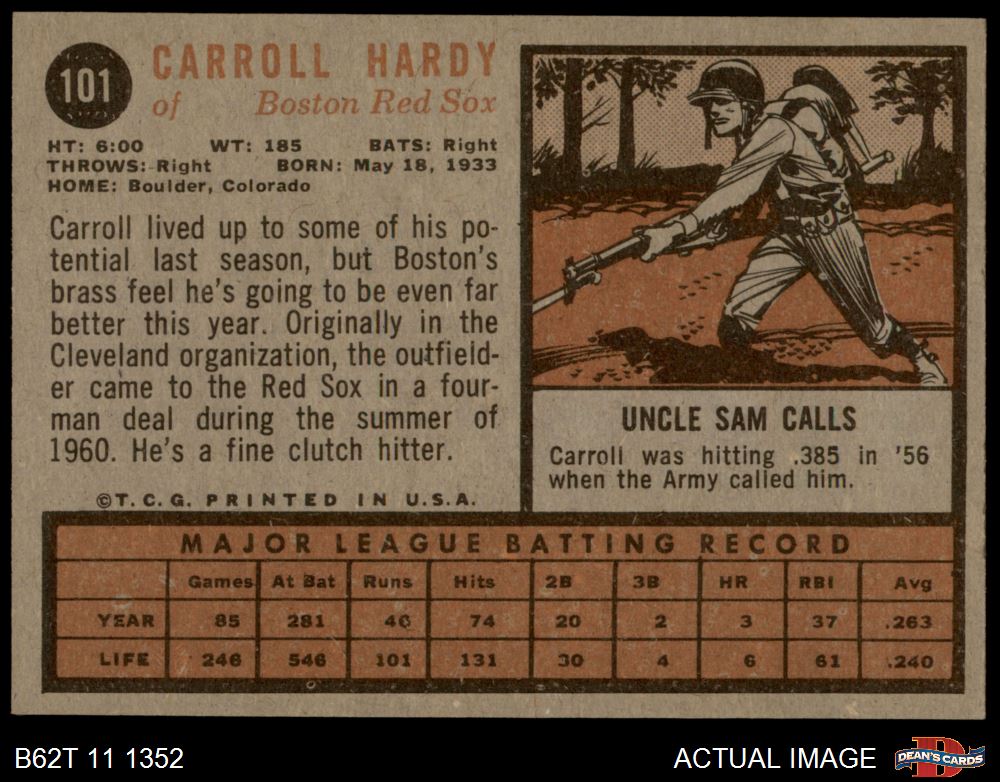 101
CARROLL HARDY
of Boston Red Sox
HT: 6:00 WT: 185 BATS: Right
THROWS: Right BORN: May 18, 1933
HOME: Boulder, Colorado
Carroll lived up to some of his po-
tential last season, but Boston's
brass feel he's going to be even far
better this year. Originally in the
Cleveland organization, the outfield-
er came to the Red Sox in a four-
man deal during the summer of
1960. He's a fine clutch hitter.
©T.C.G. PRINTED IN U.S.A.
UNCLE SAM CALLS
Carroll was hitting .385 in '56
when the Army called him.
MAJOR LEAGUE BATTING RECORD
Games At Bat Runs Hits 2B 3B HR RBI Avg
YEAR 85 281 46 74 20 2 3 37 .263
LIFE 246 546 101 131 30 4 6 61 .240
B62T 11 1352
ACTUAL IMAGE
DEAN'S CARDS